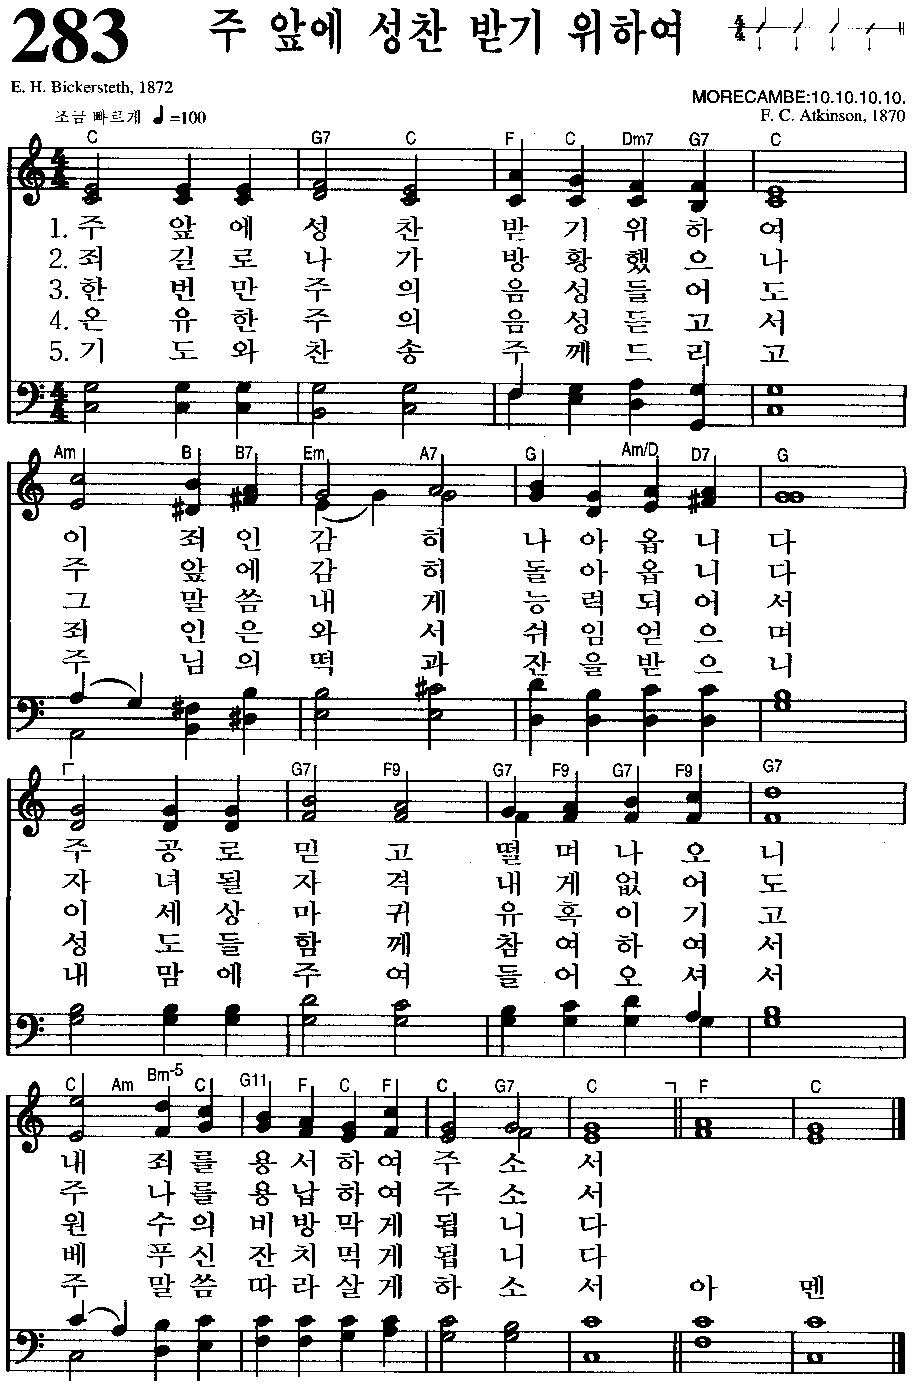 283 주 앞에 성찬 받기 위하여
E. H. Bickersteth, 1872
MORECAMBE:10.10.10.10.
조금 빠르게 ♩=100
F. C. Atkinson, 1870
C G7 C F C Dm7 G7 C
1. 주 앞 에 성 찬 받 기 위 하 여
2. 죄 길 로 나 가 방 황 했 으 나
3. 한 번 만 주 의 음 성 들 어 도
4. 온 유 한 주 의 음 성 듣 고 서
5. 기 도 와 찬 송 주 께 드 리 고
Am B B7 Em A7 G Am/D D7 G
이 죄 인 감 히 나 아 옵 니 다
주 앞 에 감 히 돌 아 옵 니 다
그 말 씀 내 게 능 력 되 어 서
죄 인 은 와 서 쉬 임 얻 으 며
주 님 의 떡 과 잔 을 받 으 니
G7 F9 G7 F9 G7 F9 G7
주 공 로 믿 고 떨 며 나 오 니
자 녀 될 자 격 내 게 없 어 도
이 세 상 마 귀 유 혹 이 기 고
성 도 들 함 께 참 여 하 여 서
내 맘 에 주 여 들 어 오 셔 서
C Am Bm-5 C G11 F C F C G7 C F C
내 죄 를 용 서 하 여 주 소 서
주 나 를 용 납 하 여 주 소 서
원 수 의 비 방 막 게 됩 니 다
베 푸 신 잔 치 먹 게 됩 니 다
주 말 씀 따 라 살 게 하 소 서 아 멘